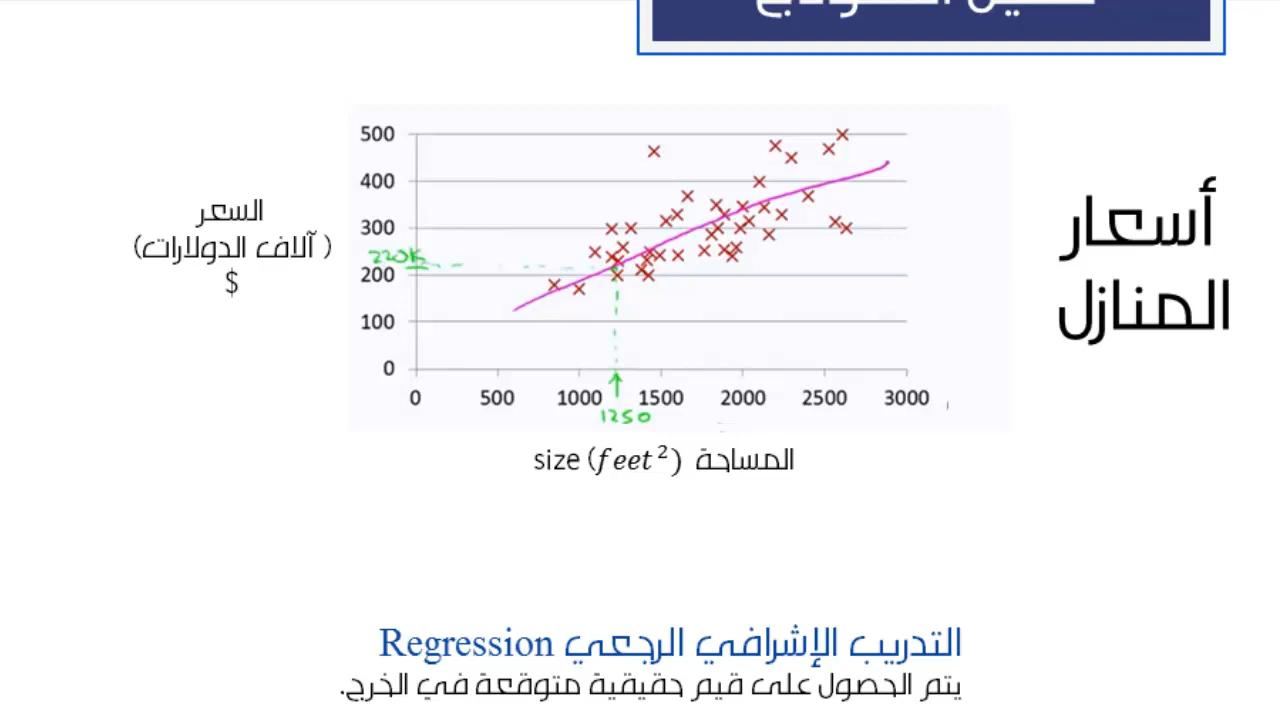 أسعار
المنازل
السعر
( آلاف الدولارات)
$
500
400
300
220K
200
100
0
0 500 1000 1500 2000 2500 3000
1250
size (feet²) المساحة
التدريب الإشرافي الرجعي Regression
يتم الحصول على قيم حقيقية متوقعة في الخرج.